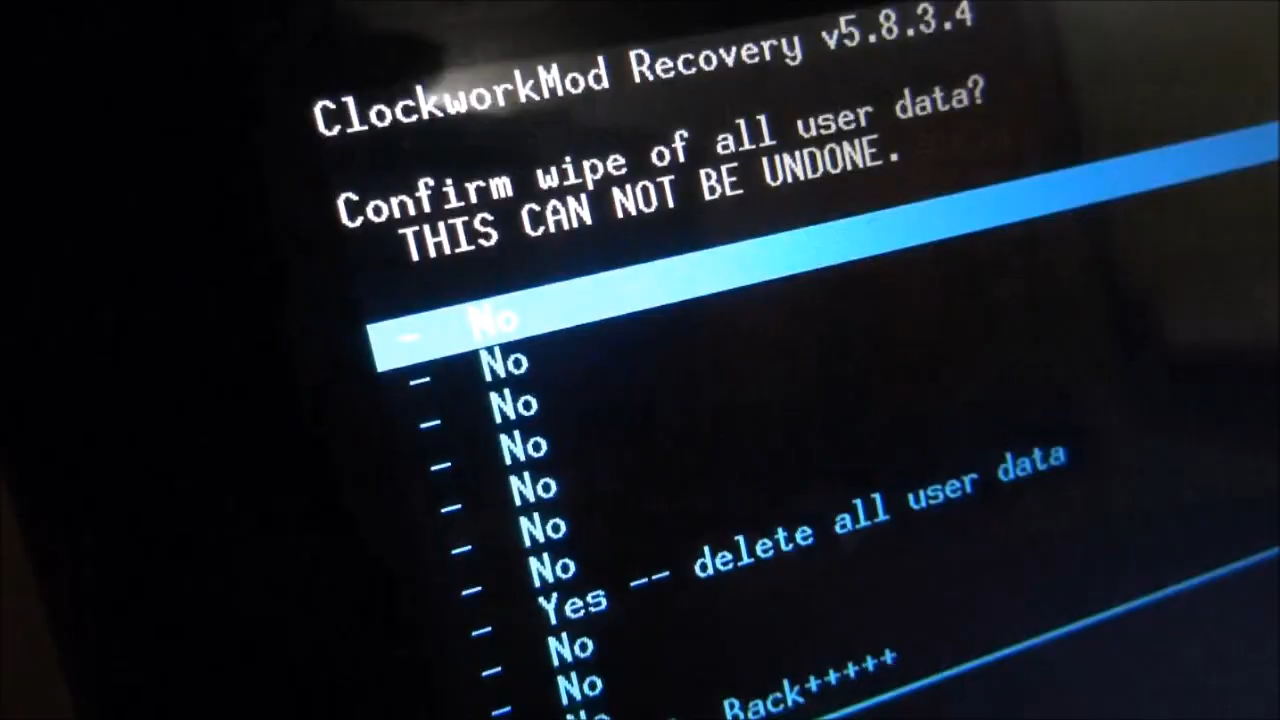 ClockworkMod Recovery v5.8.3.4
Confirm wipe of all user data?
THIS CAN NOT BE UNDONE.
- No
- No
- No
- No
- No
- No
- No
- Yes -- delete all user data
- No
- No
- No
+++++Back+++++